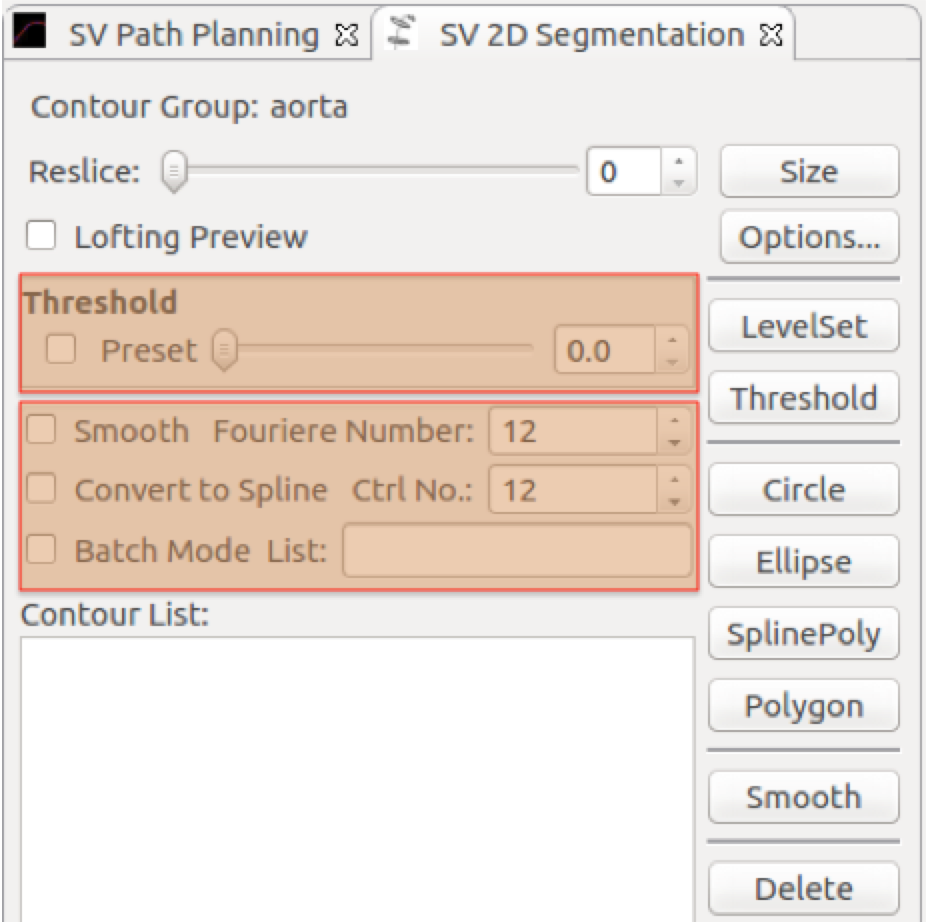 SV Path Planning SV 2D Segmentation
Contour Group: aorta
Reslice: 0 Size
Lofting Preview Options...
Threshold
Preset 0.0 LevelSet
Threshold
Smooth Fouriere Number: 12
Convert to Spline Ctrl No.: 12 Circle
Batch Mode List: Ellipse
Contour List: SplinePoly
Polygon
Smooth
Delete